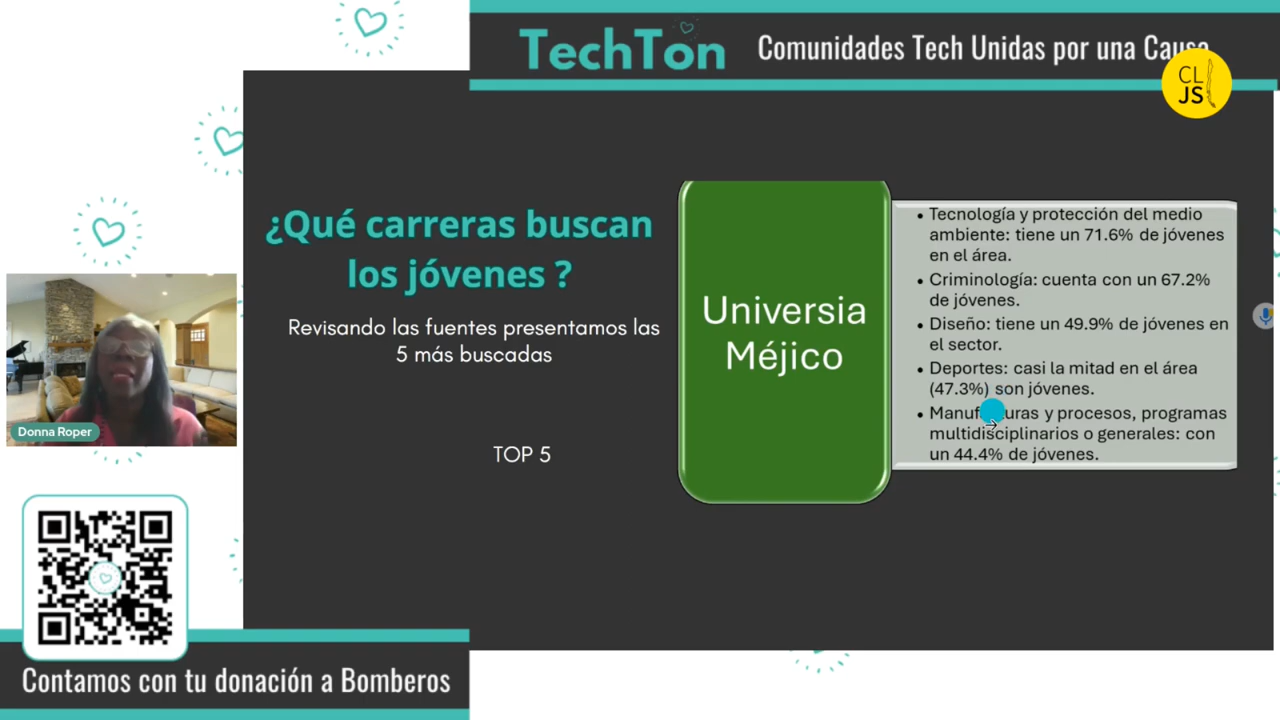 TechTon
Comunidades Tech Unidas por una Causa
CL
JS
¿Qué carreras buscan
los jóvenes ?
Revisando las fuentes presentamos las
5 más buscadas
TOP 5
Universia
Méjico
• Tecnología y protección del medio
ambiente: tiene un 71.6% de jóvenes
en el área.
• Criminología: cuenta con un 67.2%
de jóvenes.
• Diseño: tiene un 49.9% de jóvenes en
el sector.
• Deportes: casi la mitad en el área
(47.3%) son jóvenes.
• Manufacturas y procesos, programas
multidisciplinarios o generales: con
un 44.4% de jóvenes.
Donna Roper
Contamos con tu donación a Bomberos